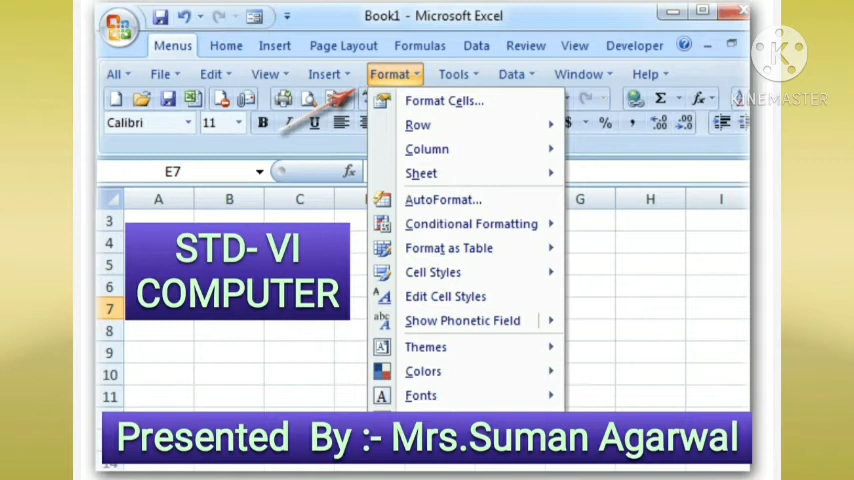 Book1 - Microsoft Excel
Menus Home Insert Page Layout Formulas Data Review View Developer
All File Edit View Insert Format Tools Data Window Help
KINEMASTER
Calibri 11 B I U $ % , .00 .00
E7 fx
A B C G H I
3
4
5
6
7
8
9
10
11
Format Cells...
Row
Column
Sheet
AutoFormat...
Conditional Formatting
Format as Table
Cell Styles
Edit Cell Styles
Show Phonetic Field
Themes
Colors
Fonts
STD- VI
COMPUTER
Presented By :- Mrs.Suman Agarwal